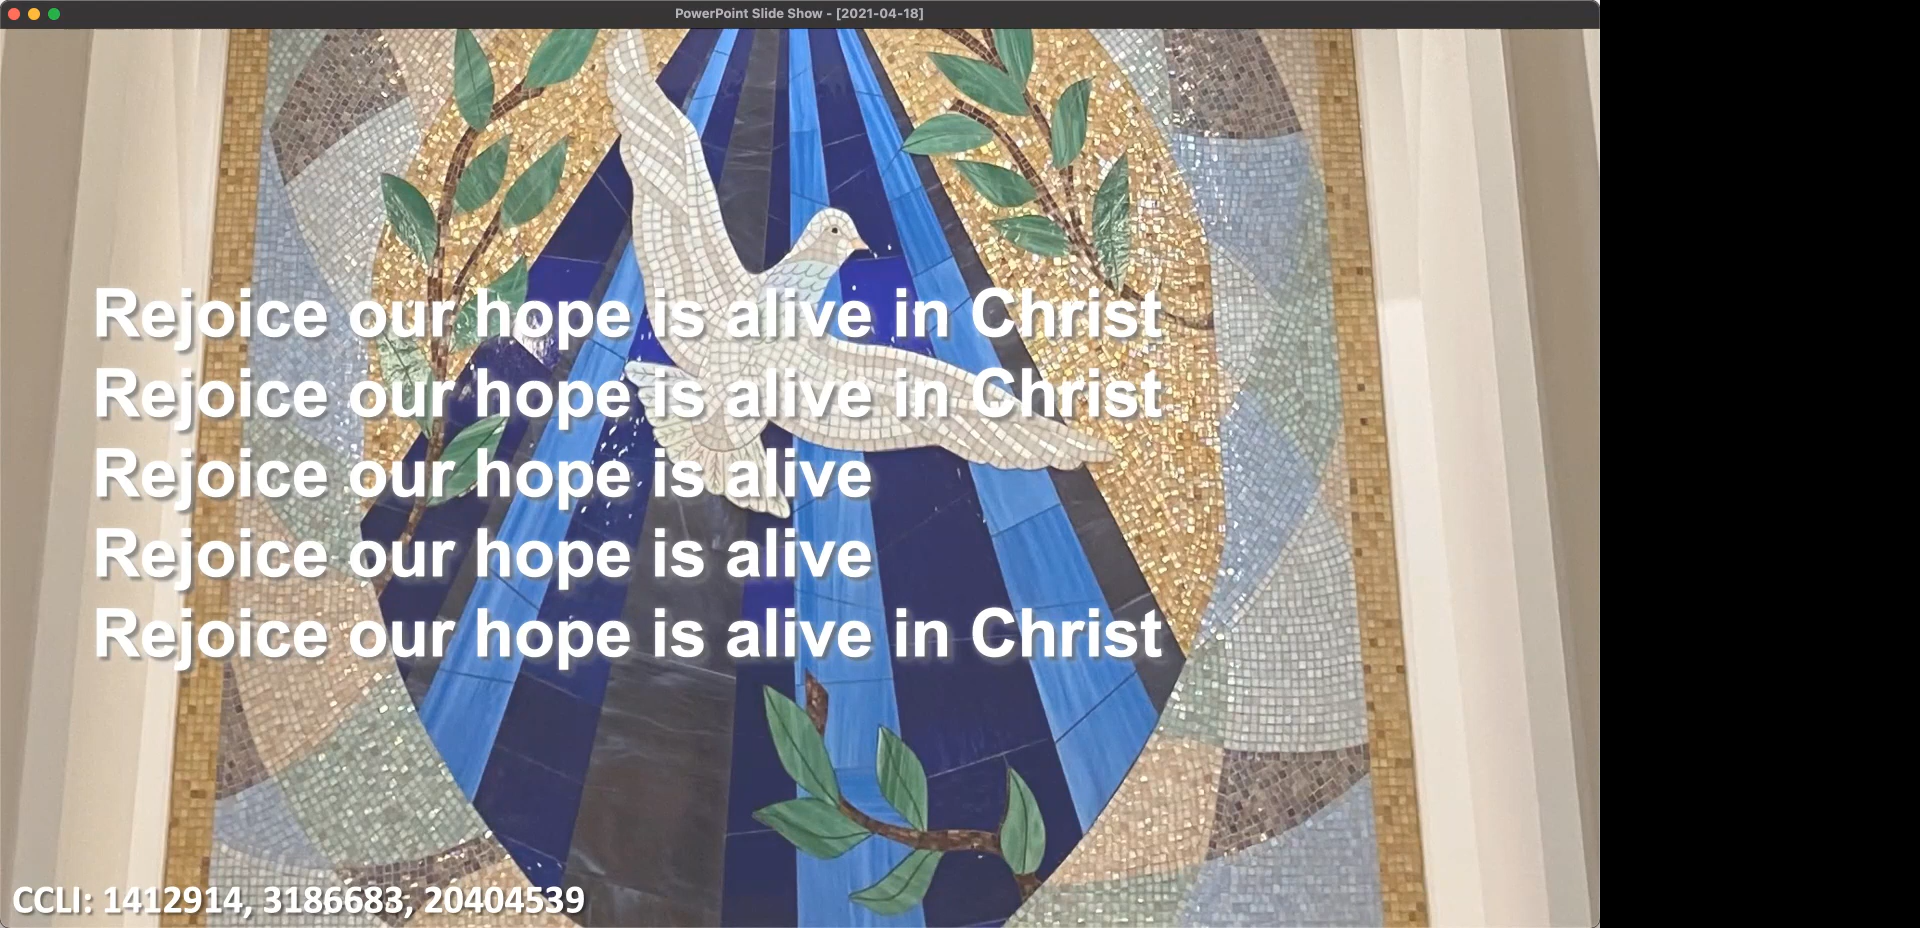 PowerPoint Slide Show - [2021-04-18]
Rejoice our hope is alive in Christ
Rejoice our hope is alive in Christ
Rejoice our hope is alive
Rejoice our hope is alive
Rejoice our hope is alive in Christ
CCLI: 1412914, 3186683, 20404539